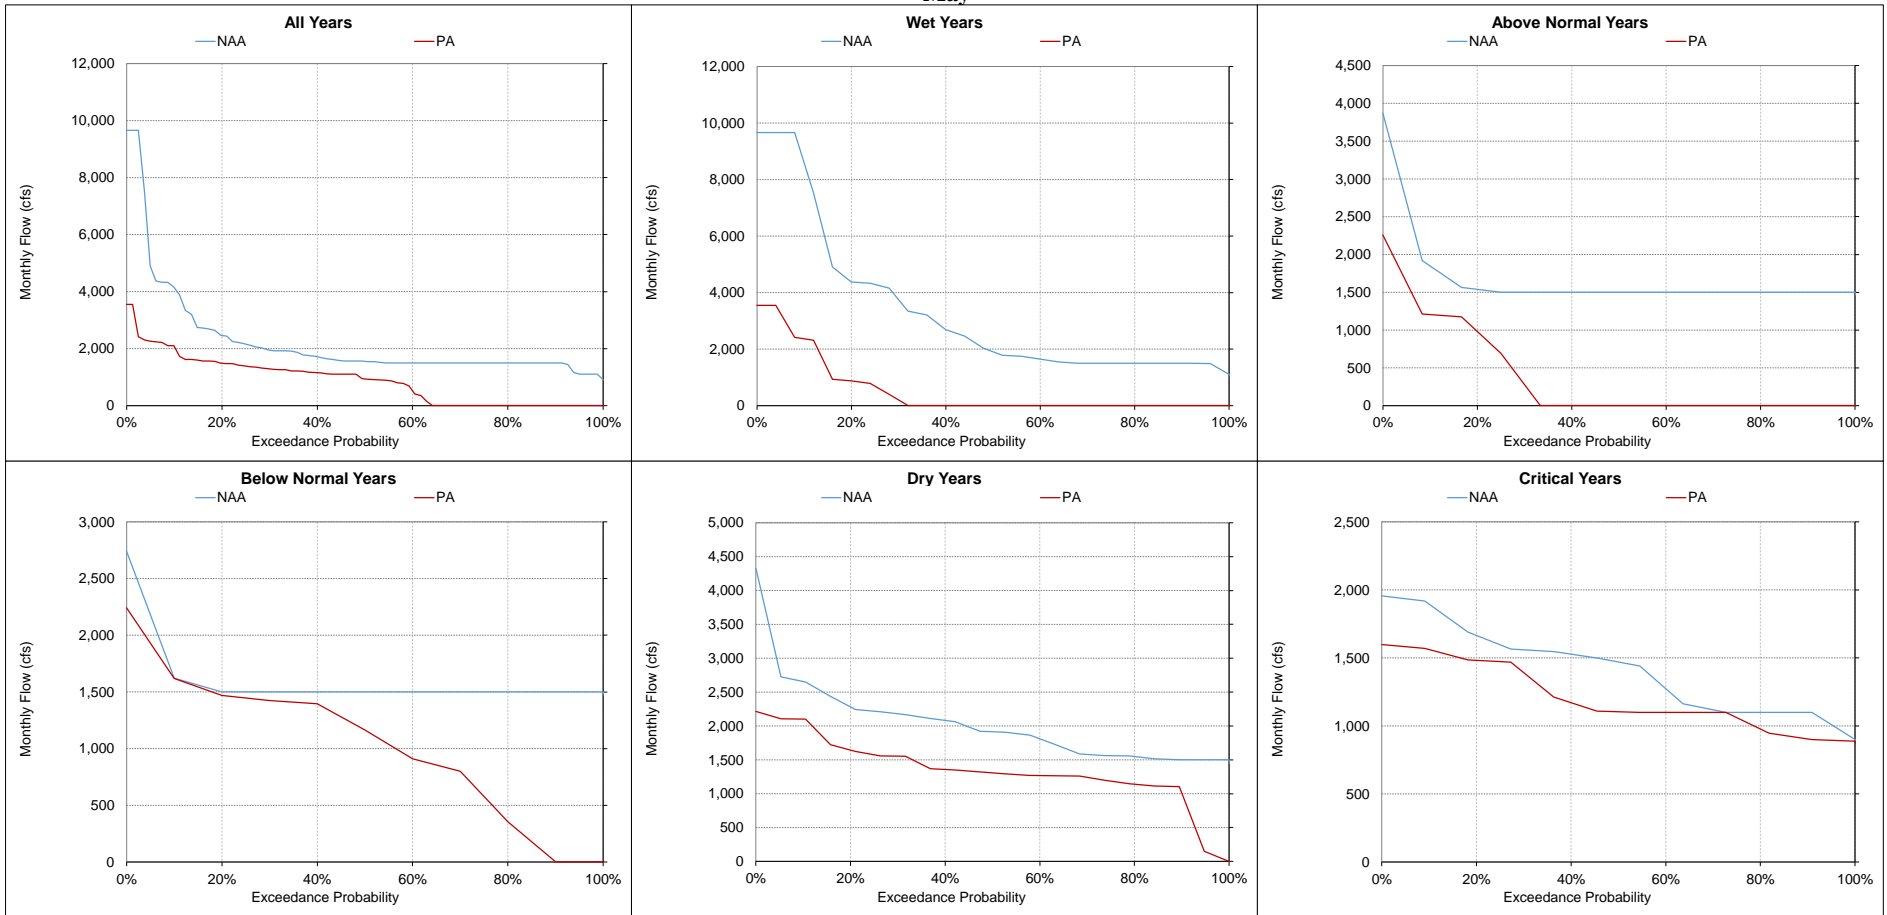 All Years
NAA PA
12,000
10,000
8,000
6,000
4,000
2,000
0
0% 20% 40% 60% 80% 100%
Monthly Flow (cfs)
Exceedance Probability
Wet Years
NAA PA
12,000
10,000
8,000
6,000
4,000
2,000
0
0% 20% 40% 60% 80% 100%
Monthly Flow (cfs)
Exceedance Probability
Above Normal Years
NAA PA
4,500
4,000
3,500
3,000
2,500
2,000
1,500
1,000
500
0
0% 20% 40% 60% 80% 100%
Monthly Flow (cfs)
Exceedance Probability
Below Normal Years
NAA PA
3,000
2,500
2,000
1,500
1,000
500
0
0% 20% 40% 60% 80% 100%
Monthly Flow (cfs)
Exceedance Probability
Dry Years
NAA PA
5,000
4,500
4,000
3,500
3,000
2,500
2,000
1,500
1,000
500
0
0% 20% 40% 60% 80% 100%
Monthly Flow (cfs)
Exceedance Probability
Critical Years
NAA PA
2,500
2,000
1,500
1,000
500
0
0% 20% 40% 60% 80% 100%
Monthly Flow (cfs)
Exceedance Probability